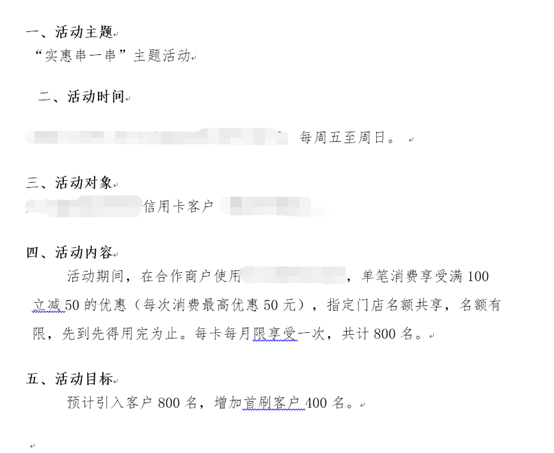 一、活动主题
“实惠串一串”主题活动
二、活动时间
每周五至周日。
三、活动对象
信用卡客户
四、活动内容
活动期间，在合作商户使用，单笔消费享受满 100
立减 50 的优惠（每次消费最高优惠 50 元），指定门店名额共享，名额有
限，先到先得用完为止。每卡每月限享受一次，共计 800 名。
五、活动目标
预计引入客户 800 名，增加首刷客户 400 名。